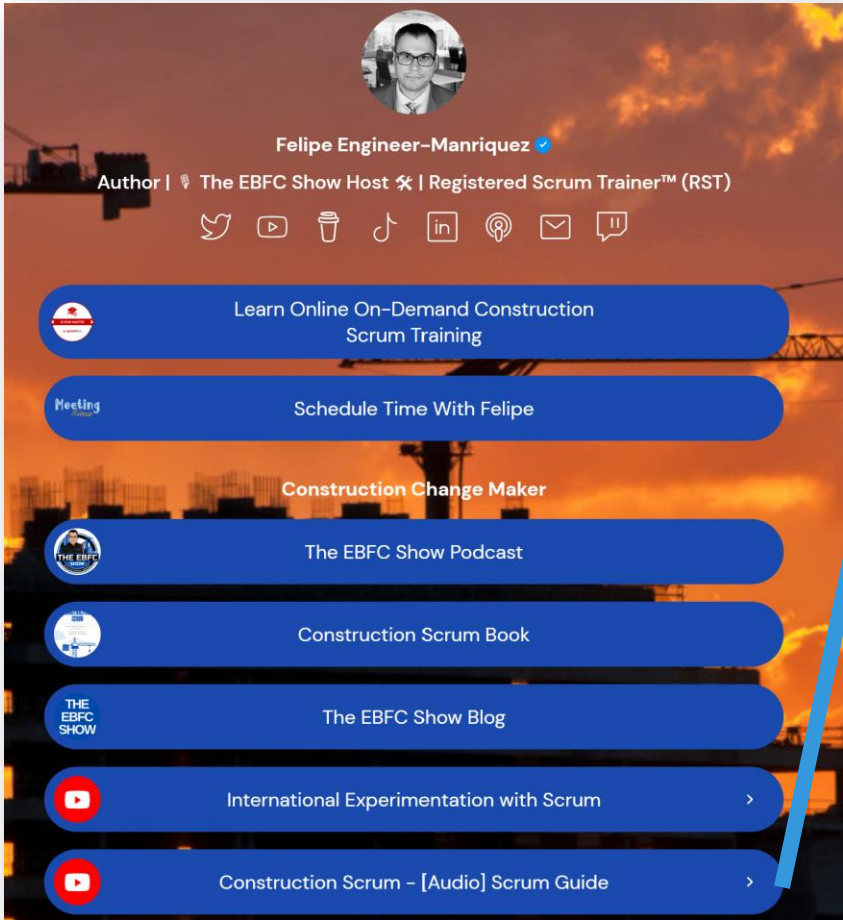 Felipe Engineer-Manriquez
Author | 🎙 The EBFC Show Host 🛠 | Registered Scrum Trainer™ (RST)
in
Learn Online On-Demand Construction
Scrum Training
Meeting
Schedule Time With Felipe
Construction Change Maker
THE EBFC
SHOW
The EBFC Show Podcast
SCRUM
Construction Scrum Book
THE
EBFC
SHOW
The EBFC Show Blog
International Experimentation with Scrum
Construction Scrum - [Audio] Scrum Guide